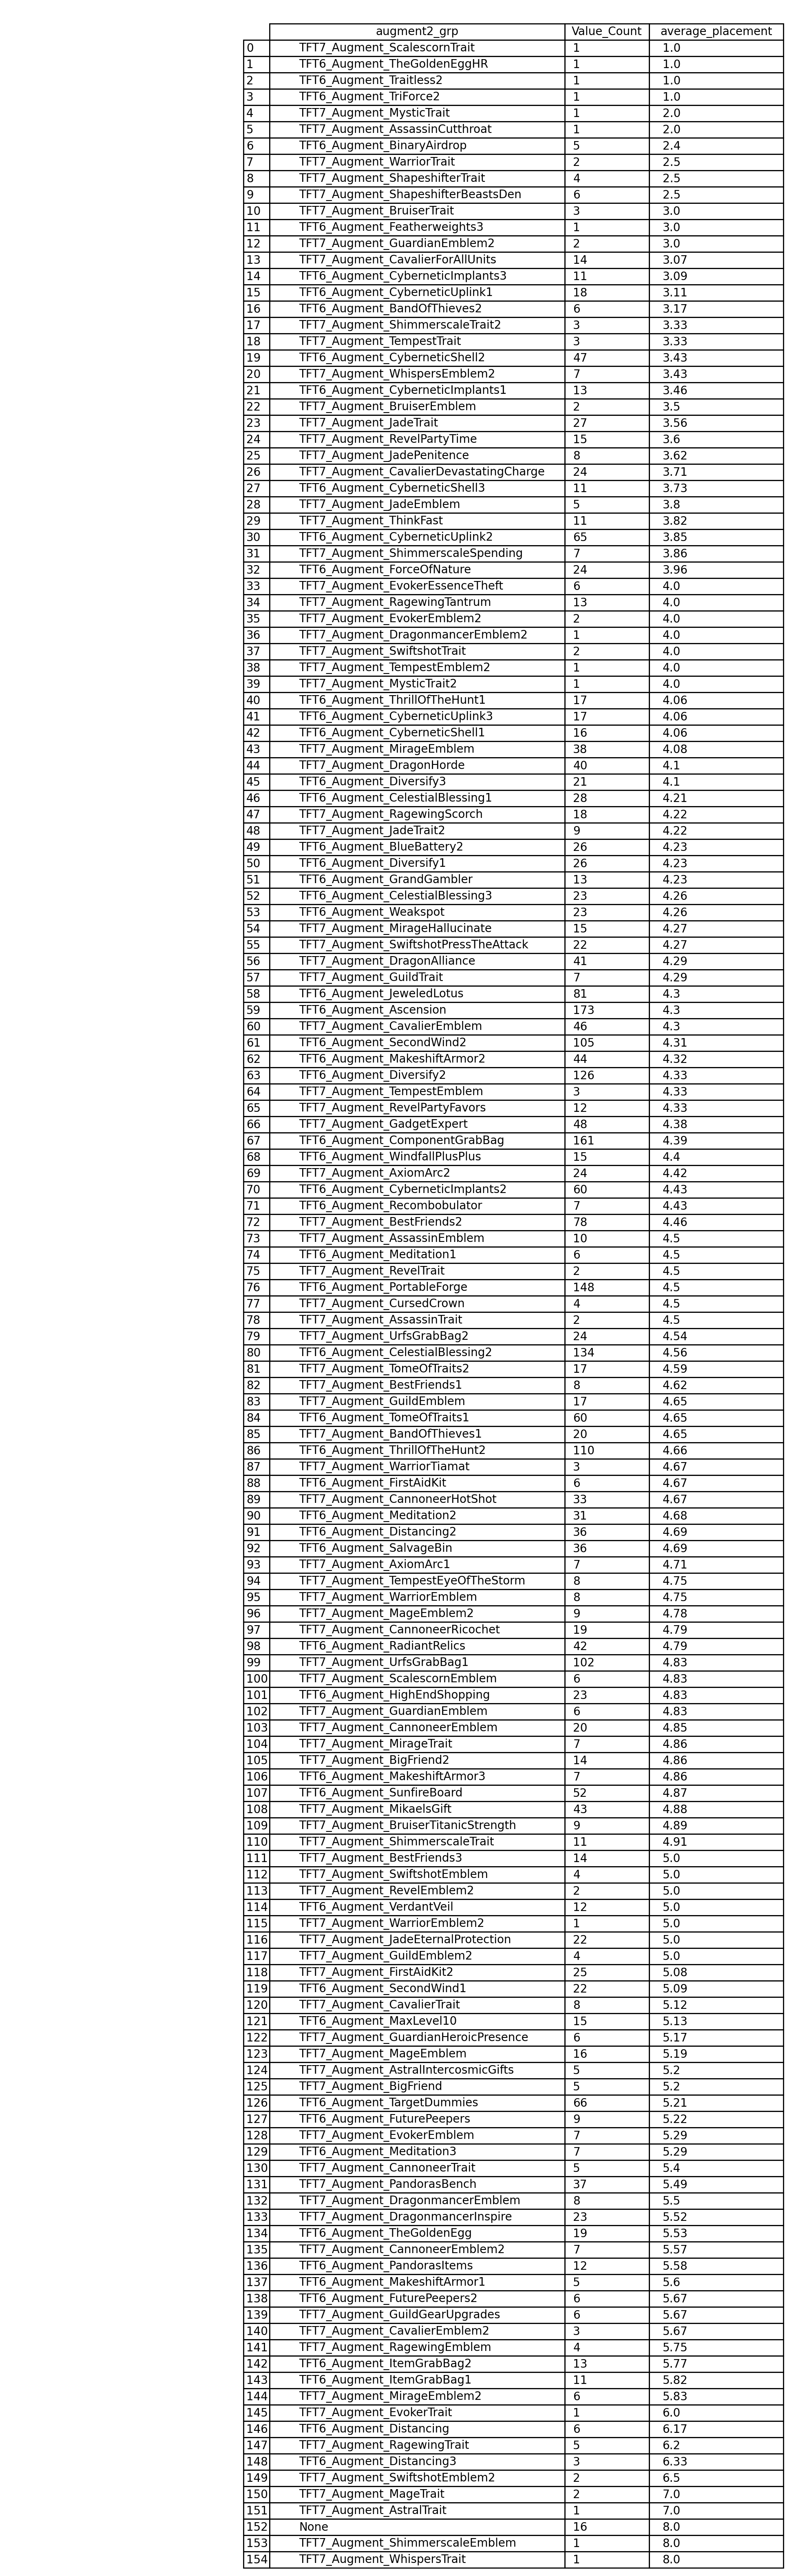 augment2_grp Value_Count average_placement
0 TFT7_Augment_ScalescornTrait 1 1.0
1 TFT6_Augment_TheGoldenEggHR 1 1.0
2 TFT6_Augment_Traitless2 1 1.0
3 TFT6_Augment_TriForce2 1 1.0
4 TFT7_Augment_MysticTrait 1 2.0
5 TFT7_Augment_AssassinCutthroat 1 2.0
6 TFT6_Augment_BinaryAirdrop 5 2.4
7 TFT7_Augment_WarriorTrait 2 2.5
8 TFT7_Augment_ShapeshifterTrait 4 2.5
9 TFT7_Augment_ShapeshifterBeastsDen 6 2.5
10 TFT7_Augment_BruiserTrait 3 3.0
11 TFT6_Augment_Featherweights3 1 3.0
12 TFT7_Augment_GuardianEmblem2 2 3.0
13 TFT7_Augment_CavalierForAllUnits 14 3.07
14 TFT6_Augment_CyberneticImplants3 11 3.09
15 TFT6_Augment_CyberneticUplink1 18 3.11
16 TFT6_Augment_BandOfThieves2 6 3.17
17 TFT7_Augment_ShimmerscaleTrait2 3 3.33
18 TFT7_Augment_TempestTrait 3 3.33
19 TFT6_Augment_CyberneticShell2 47 3.43
20 TFT7_Augment_WhispersEmblem2 7 3.43
21 TFT6_Augment_CyberneticImplants1 13 3.46
22 TFT7_Augment_BruiserEmblem 2 3.5
23 TFT7_Augment_JadeTrait 27 3.56
24 TFT7_Augment_RevelPartyTime 15 3.6
25 TFT7_Augment_JadePenitence 8 3.62
26 TFT7_Augment_CavalierDevastatingCharge 24 3.71
27 TFT6_Augment_CyberneticShell3 11 3.73
28 TFT7_Augment_JadeEmblem 5 3.8
29 TFT7_Augment_ThinkFast 11 3.82
30 TFT6_Augment_CyberneticUplink2 65 3.85
31 TFT7_Augment_ShimmerscaleSpending 7 3.86
32 TFT6_Augment_ForceOfNature 24 3.96
33 TFT7_Augment_EvokerEssenceTheft 6 4.0
34 TFT7_Augment_RagewingTantrum 13 4.0
35 TFT7_Augment_EvokerEmblem2 2 4.0
36 TFT7_Augment_DragonmancerEmblem2 1 4.0
37 TFT7_Augment_SwiftshotTrait 2 4.0
38 TFT7_Augment_TempestEmblem2 1 4.0
39 TFT7_Augment_MysticTrait2 1 4.0
40 TFT6_Augment_ThrillOfTheHunt1 17 4.06
41 TFT6_Augment_CyberneticUplink3 17 4.06
42 TFT6_Augment_CyberneticShell1 16 4.06
43 TFT7_Augment_MirageEmblem 38 4.08
44 TFT7_Augment_DragonHorde 40 4.1
45 TFT6_Augment_Diversify3 21 4.1
46 TFT6_Augment_CelestialBlessing1 28 4.21
47 TFT7_Augment_RagewingScorch 18 4.22
48 TFT7_Augment_JadeTrait2 9 4.22
49 TFT6_Augment_BlueBattery2 26 4.23
50 TFT6_Augment_Diversify1 26 4.23
51 TFT6_Augment_GrandGambler 13 4.23
52 TFT6_Augment_CelestialBlessing3 23 4.26
53 TFT6_Augment_Weakspot 23 4.26
54 TFT7_Augment_MirageHallucinate 15 4.27
55 TFT7_Augment_SwiftshotPressTheAttack 22 4.27
56 TFT7_Augment_DragonAlliance 41 4.29
57 TFT7_Augment_GuildTrait 7 4.29
58 TFT6_Augment_JeweledLotus 81 4.3
59 TFT6_Augment_Ascension 173 4.3
60 TFT7_Augment_CavalierEmblem 46 4.3
61 TFT6_Augment_SecondWind2 105 4.31
62 TFT6_Augment_MakeshiftArmor2 44 4.32
63 TFT6_Augment_Diversify2 126 4.33
64 TFT7_Augment_TempestEmblem 3 4.33
65 TFT7_Augment_RevelPartyFavors 12 4.33
66 TFT7_Augment_GadgetExpert 48 4.38
67 TFT6_Augment_ComponentGrabBag 161 4.39
68 TFT6_Augment_WindfallPlusPlus 15 4.4
69 TFT7_Augment_AxiomArc2 24 4.42
70 TFT6_Augment_CyberneticImplants2 60 4.43
71 TFT6_Augment_Recombobulator 7 4.43
72 TFT7_Augment_BestFriends2 78 4.46
73 TFT7_Augment_AssassinEmblem 10 4.5
74 TFT6_Augment_Meditation1 6 4.5
75 TFT7_Augment_RevelTrait 2 4.5
76 TFT6_Augment_PortableForge 148 4.5
77 TFT7_Augment_CursedCrown 4 4.5
78 TFT7_Augment_AssassinTrait 2 4.5
79 TFT7_Augment_UrfsGrabBag2 24 4.54
80 TFT6_Augment_CelestialBlessing2 134 4.56
81 TFT6_Augment_TomeOfTraits2 17 4.59
82 TFT7_Augment_BestFriends1 8 4.62
83 TFT7_Augment_GuildEmblem 17 4.65
84 TFT6_Augment_TomeOfTraits1 60 4.65
85 TFT7_Augment_BandOfThieves1 20 4.65
86 TFT6_Augment_ThrillOfTheHunt2 110 4.66
87 TFT7_Augment_WarriorTiamat 3 4.67
88 TFT6_Augment_FirstAidKit 6 4.67
89 TFT7_Augment_CannoneerHotShot 33 4.67
90 TFT6_Augment_Meditation2 31 4.68
91 TFT6_Augment_Distancing2 36 4.69
92 TFT6_Augment_SalvageBin 36 4.69
93 TFT7_Augment_AxiomArc1 7 4.71
94 TFT7_Augment_TempestEyeOfTheStorm 8 4.75
95 TFT7_Augment_WarriorEmblem 8 4.75
96 TFT7_Augment_MageEmblem2 9 4.78
97 TFT7_Augment_CannoneerRicochet 19 4.79
98 TFT6_Augment_RadiantRelics 42 4.79
99 TFT7_Augment_UrfsGrabBag1 102 4.83
100 TFT7_Augment_ScalescornEmblem 6 4.83
101 TFT6_Augment_HighEndShopping 23 4.83
102 TFT7_Augment_GuardianEmblem 6 4.83
103 TFT7_Augment_CannoneerEmblem 20 4.85
104 TFT7_Augment_MirageTrait 7 4.86
105 TFT7_Augment_BigFriend2 14 4.86
106 TFT6_Augment_MakeshiftArmor3 7 4.86
107 TFT6_Augment_SunfireBoard 52 4.87
108 TFT7_Augment_MikaelsGift 43 4.88
109 TFT7_Augment_BruiserTitanicStrength 9 4.89
110 TFT7_Augment_ShimmerscaleTrait 11 4.91
111 TFT7_Augment_BestFriends3 14 5.0
112 TFT7_Augment_SwiftshotEmblem 4 5.0
113 TFT7_Augment_RevelEmblem2 2 5.0
114 TFT6_Augment_VerdantVeil 12 5.0
115 TFT7_Augment_WarriorEmblem2 1 5.0
116 TFT7_Augment_JadeEternalProtection 22 5.0
117 TFT7_Augment_GuildEmblem2 4 5.0
118 TFT7_Augment_FirstAidKit2 25 5.08
119 TFT6_Augment_SecondWind1 22 5.09
120 TFT7_Augment_CavalierTrait 8 5.12
121 TFT6_Augment_MaxLevel10 15 5.13
122 TFT7_Augment_GuardianHeroicPresence 6 5.17
123 TFT7_Augment_MageEmblem 16 5.19
124 TFT7_Augment_AstralIntercosmicGifts 5 5.2
125 TFT7_Augment_BigFriend 5 5.2
126 TFT6_Augment_TargetDummies 66 5.21
127 TFT6_Augment_FuturePeepers 9 5.22
128 TFT7_Augment_EvokerEmblem 7 5.29
129 TFT6_Augment_Meditation3 7 5.29
130 TFT7_Augment_CannoneerTrait 5 5.4
131 TFT7_Augment_PandorasBench 37 5.49
132 TFT7_Augment_DragonmancerEmblem 8 5.5
133 TFT7_Augment_DragonmancerInspire 23 5.52
134 TFT6_Augment_TheGoldenEgg 19 5.53
135 TFT7_Augment_CannoneerEmblem2 7 5.57
136 TFT6_Augment_PandorasItems 12 5.58
137 TFT6_Augment_MakeshiftArmor1 5 5.6
138 TFT6_Augment_FuturePeepers2 6 5.67
139 TFT7_Augment_GuildGearUpgrades 6 5.67
140 TFT7_Augment_CavalierEmblem2 3 5.67
141 TFT7_Augment_RagewingEmblem 4 5.75
142 TFT6_Augment_ItemGrabBag2 13 5.77
143 TFT6_Augment_ItemGrabBag1 11 5.82
144 TFT7_Augment_MirageEmblem2 6 5.83
145 TFT7_Augment_EvokerTrait 1 6.0
146 TFT6_Augment_Distancing 6 6.17
147 TFT7_Augment_RagewingTrait 5 6.2
148 TFT6_Augment_Distancing3 3 6.33
149 TFT7_Augment_SwiftshotEmblem2 2 6.5
150 TFT7_Augment_MageTrait 2 7.0
151 TFT7_Augment_AstralTrait 1 7.0
152 None 16 8.0
153 TFT7_Augment_ShimmerscaleEmblem 1 8.0
154 TFT7_Augment_WhispersTrait 1 8.0